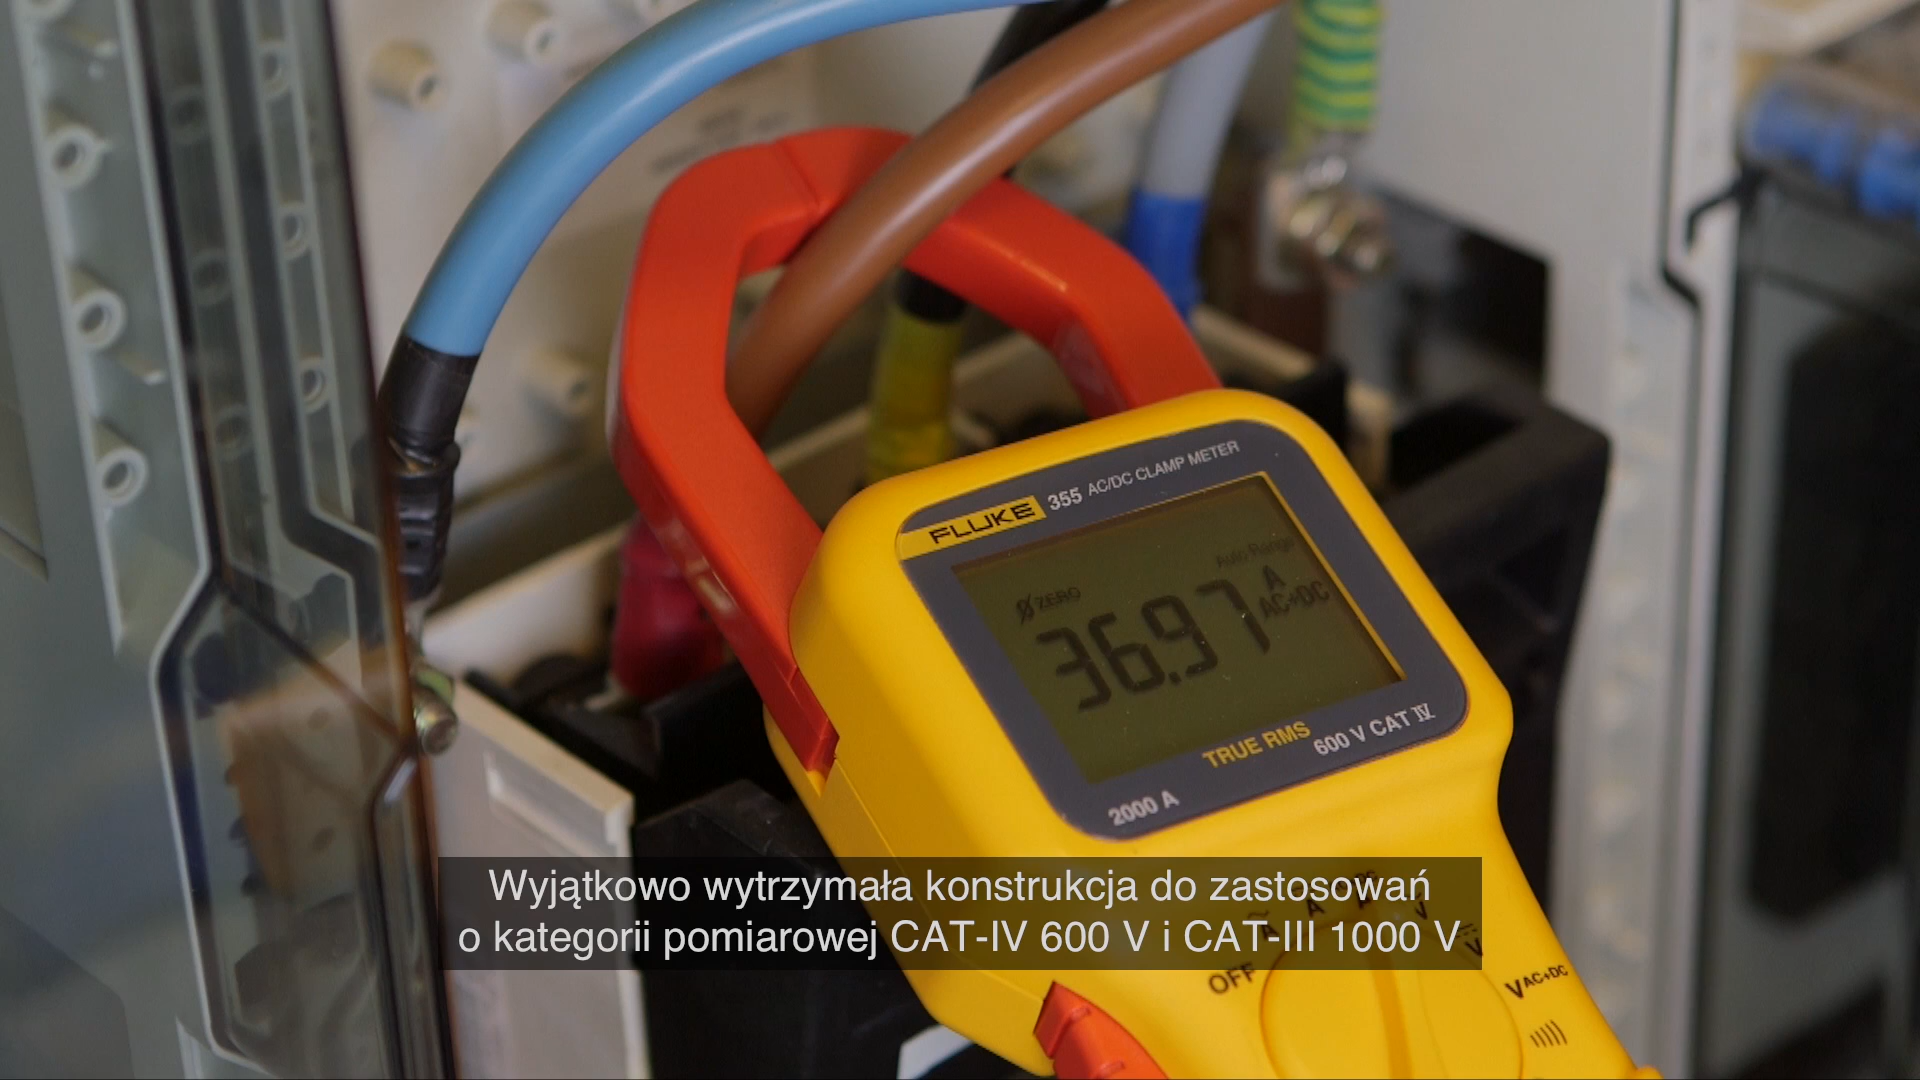 FLUKE 355 AC/DC CLAMP METER
Auto Range
ZERO
A
36.97 AC+DC
TRUE RMS 600 V CAT IV
2000 A
Wyjątkowo wytrzymała konstrukcja do zastosowań
o kategorii pomiarowej CAT-IV 600 V i CAT-III 1000 V
OFF
V AC+DC